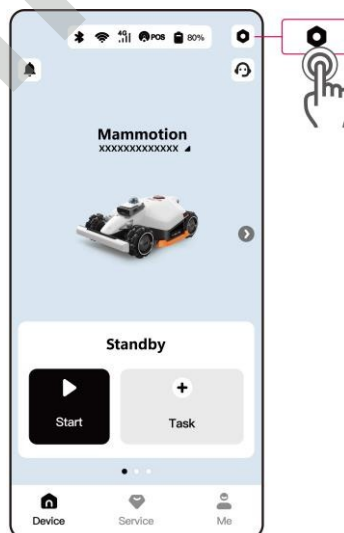 4G POS 80%
Mammotion
XXXXXXXXXXXXX
Standby
Start
Task
Device
Service
Me